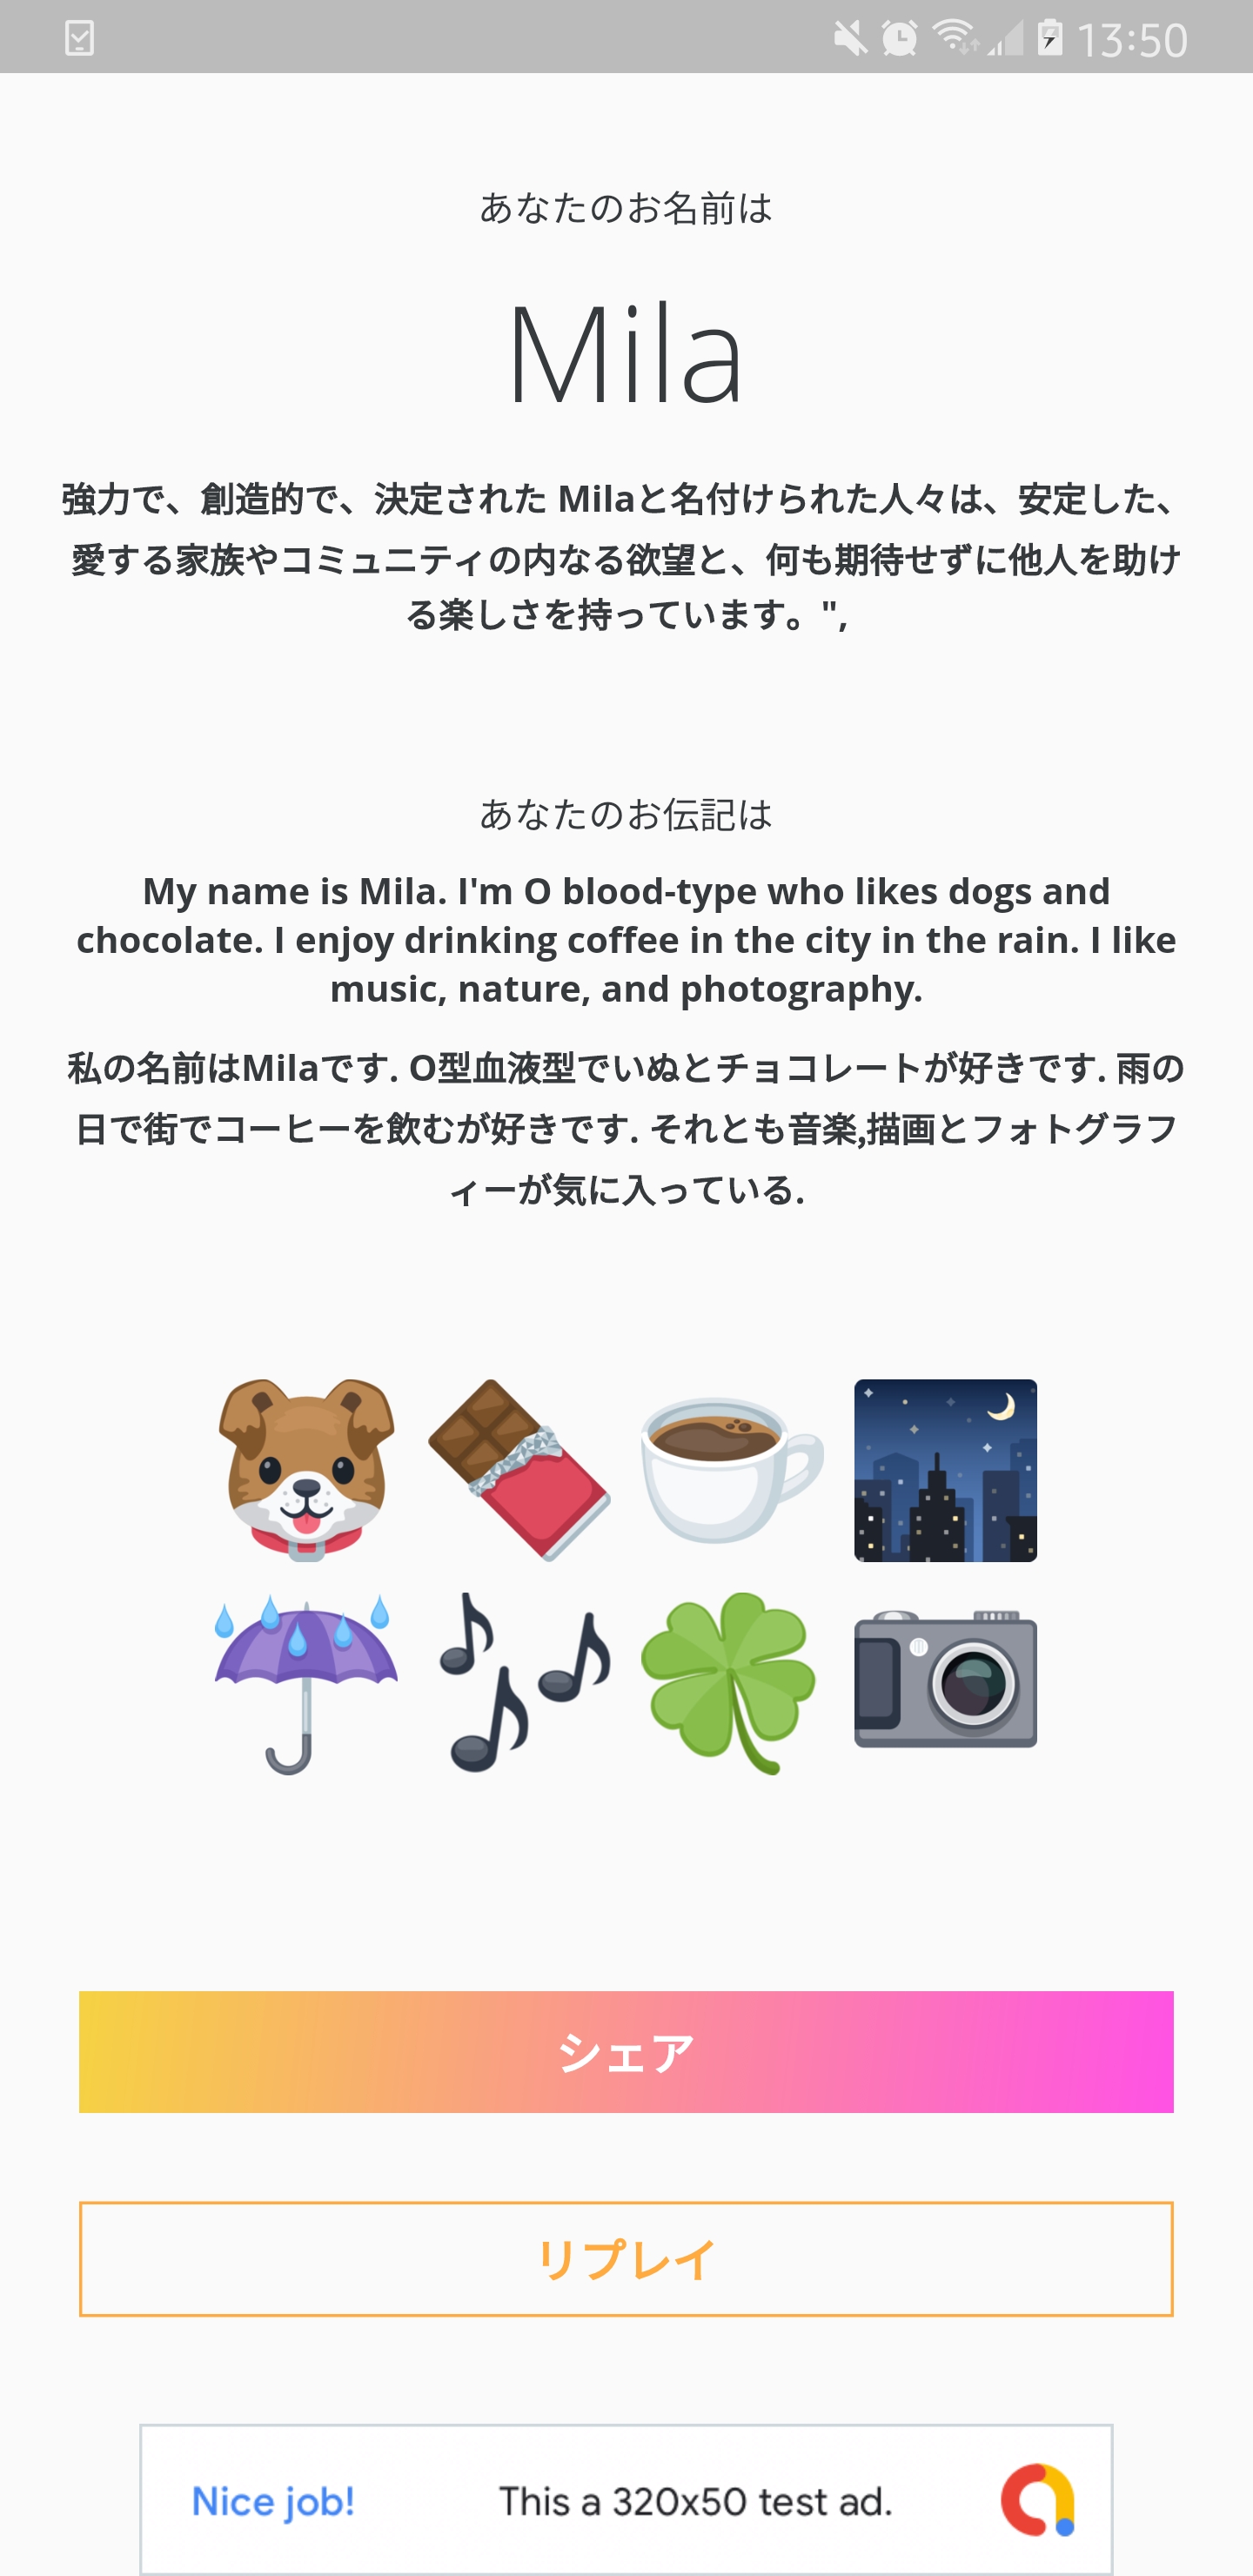 13:50
あなたのお名前は
Mila
強力で、創造的で、決定された Milaと名付けられた人々は、安定した、
愛する家族やコミュニティの内なる欲望と、何も期待せずに他人を助け
る楽しさを持っています。",
あなたのお伝記は
My name is Mila. I'm O blood-type who likes dogs and
chocolate. I enjoy drinking coffee in the city in the rain. I like
music, nature, and photography.
私の名前はMilaです. O型血液型でいぬとチョコレートが好きです. 雨の
日で街でコーヒーを飲むが好きです. それとも音楽,描画とフォトグラフ
ィーが気に入っている.
シェア
リプレイ
Nice job! This a 320x50 test ad.